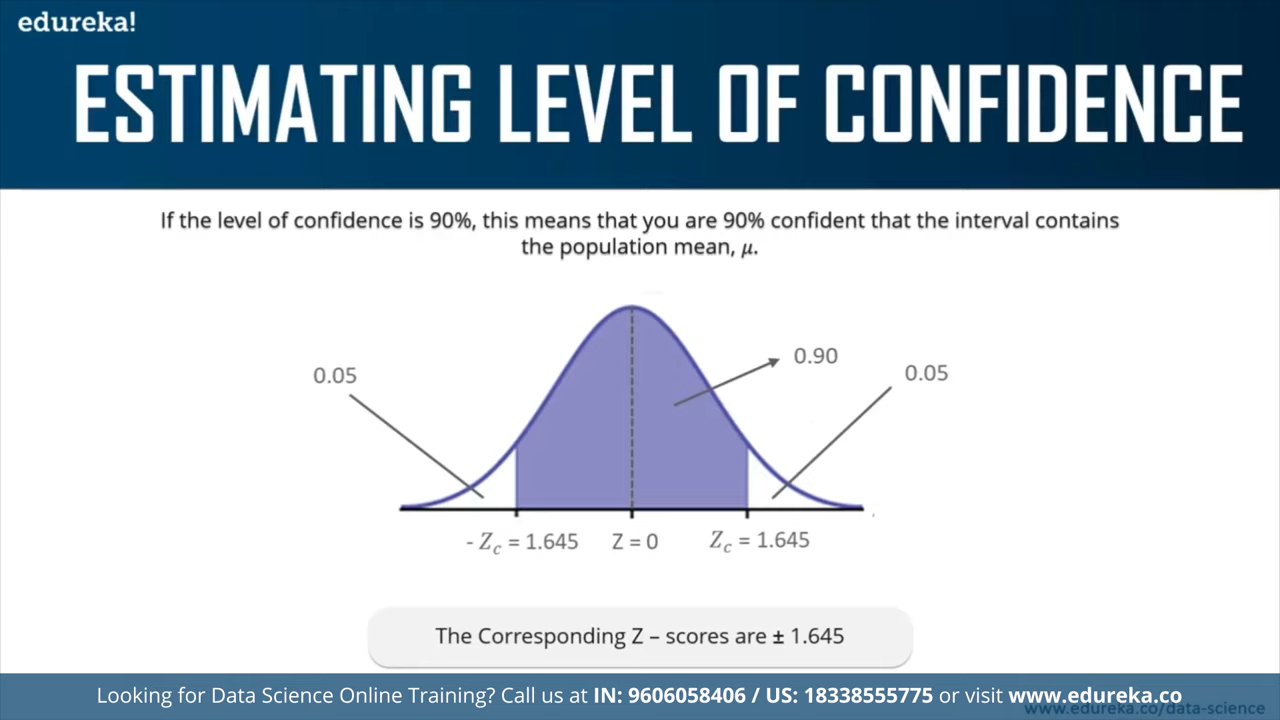 edureka!
ESTIMATING LEVEL OF CONFIDENCE
If the level of confidence is 90%, this means that you are 90% confident that the interval contains
the population mean, μ.
0.05
0.90
0.05
- Zc = 1.645
Z = 0
Zc = 1.645
The Corresponding Z – scores are ± 1.645
Looking for Data Science Online Training? Call us at IN: 9606058406 / US: 18338555775 or visit www.edureka.co
www.edureka.co/data-science